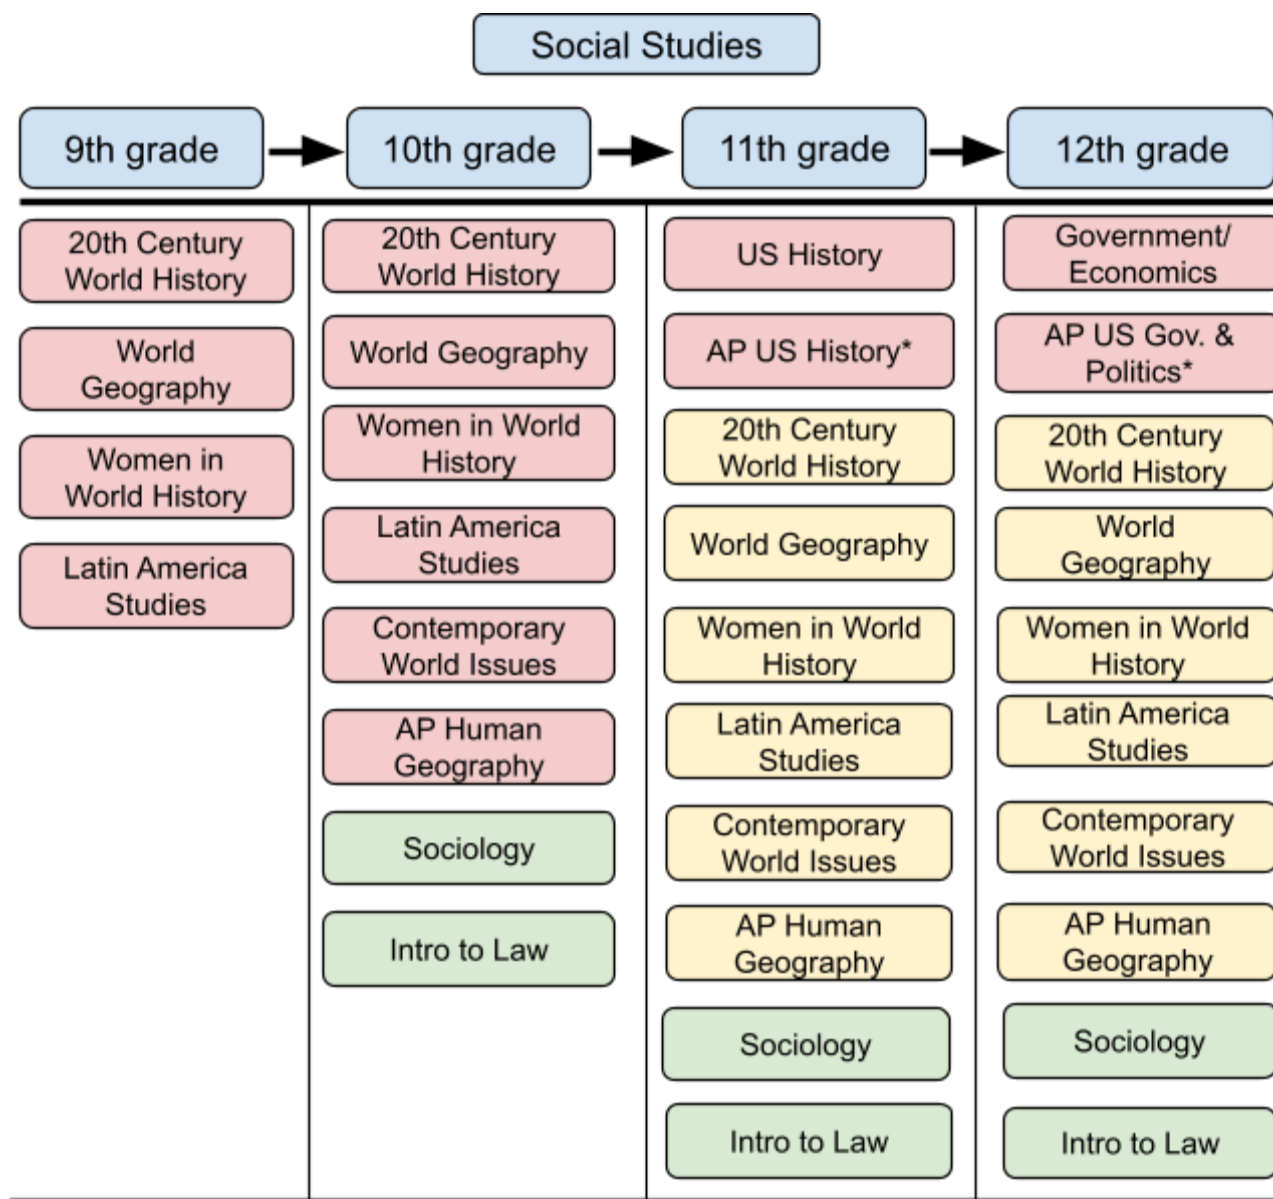 Social Studies
9th grade
10th grade
11th grade
12th grade
20th Century
World History
World
Geography
Women in
World History
Latin America
Studies
20th Century
World History
World Geography
Women in World
History
Latin America
Studies
Contemporary
World Issues
AP Human
Geography
Sociology
Intro to Law
US History
AP US History*
20th Century
World History
World Geography
Women in World
History
Latin America
Studies
Contemporary
World Issues
AP Human
Geography
Sociology
Intro to Law
Government/
Economics
AP US Gov. &
Politics*
20th Century
World History
World
Geography
Women in World
History
Latin America
Studies
Contemporary
World Issues
AP Human
Geography
Sociology
Intro to Law